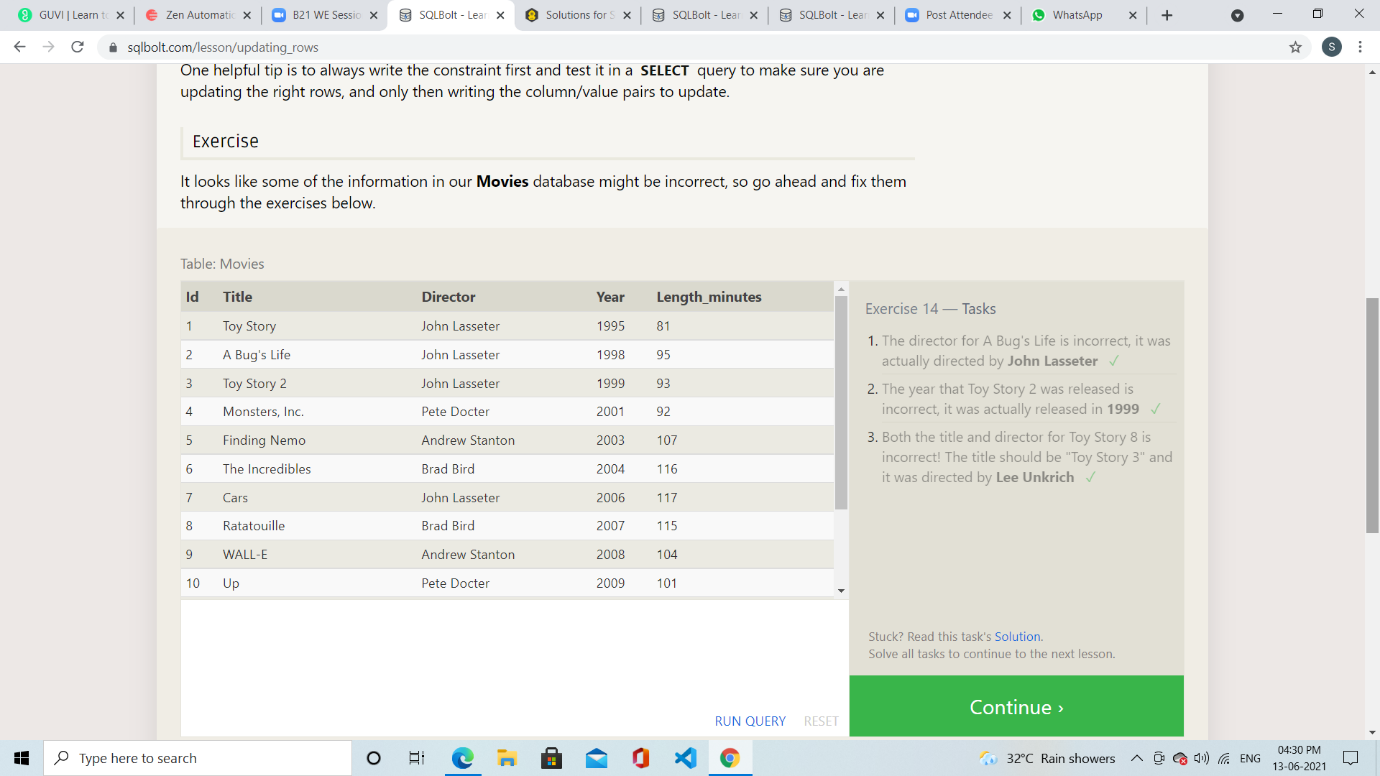 GUVI | Learn t
Zen Automatic
B21 WE Sessio
SQLBolt - Lear
Solutions for S
SQLBolt - Lear
SQLBolt - Lear
Post Attendee
WhatsApp
sqlbolt.com/lesson/updating_rows
S
One helpful tip is to always write the constraint first and test it in a SELECT query to make sure you are
updating the right rows, and only then writing the column/value pairs to update.
Exercise
It looks like some of the information in our Movies database might be incorrect, so go ahead and fix them
through the exercises below.
Table: Movies
Id Title Director Year Length_minutes
1 Toy Story John Lasseter 1995 81
2 A Bug's Life John Lasseter 1998 95
3 Toy Story 2 John Lasseter 1999 93
4 Monsters, Inc. Pete Docter 2001 92
5 Finding Nemo Andrew Stanton 2003 107
6 The Incredibles Brad Bird 2004 116
7 Cars John Lasseter 2006 117
8 Ratatouille Brad Bird 2007 115
9 WALL-E Andrew Stanton 2008 104
10 Up Pete Docter 2009 101
RUN QUERY RESET
Exercise 14 — Tasks
1. The director for A Bug's Life is incorrect, it was
actually directed by John Lasseter ✓
2. The year that Toy Story 2 was released is
incorrect, it was actually released in 1999 ✓
3. Both the title and director for Toy Story 8 is
incorrect! The title should be "Toy Story 3" and
it was directed by Lee Unkrich ✓
Stuck? Read this task's Solution.
Solve all tasks to continue to the next lesson.
Continue ›
Type here to search
32°C Rain showers
ENG
04:30 PM
13-06-2021